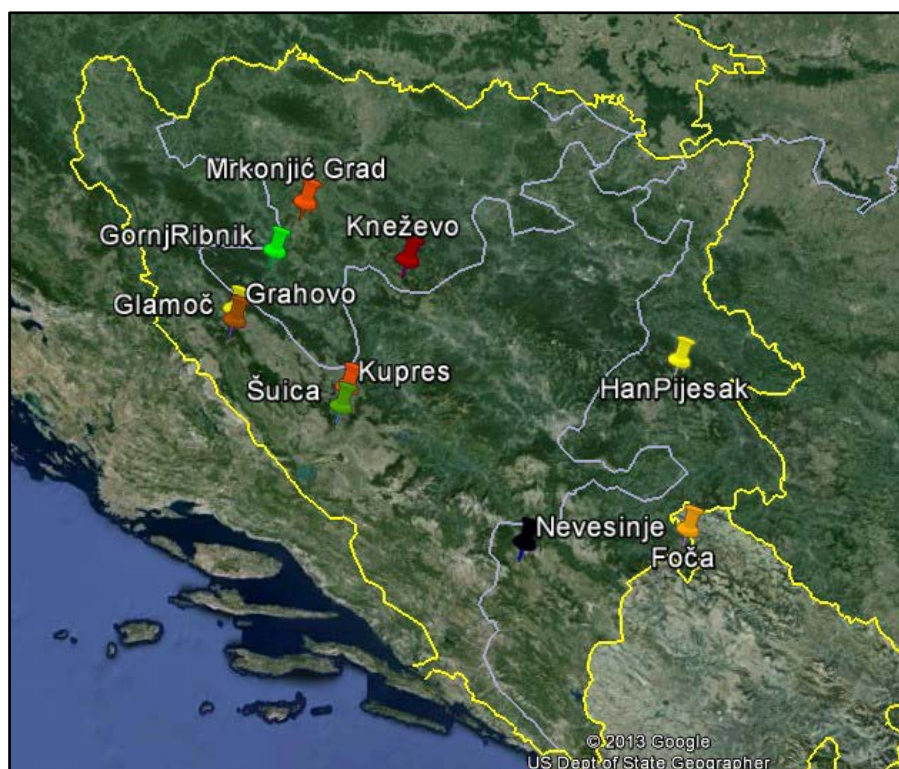 Mrkonjić Grad
GornjRibnik
Kneževo
Glamoč
Grahovo
Kupres
Šuica
HanPijesak
Nevesinje
Foča
© 2013 Google
US Dept of State Geographer